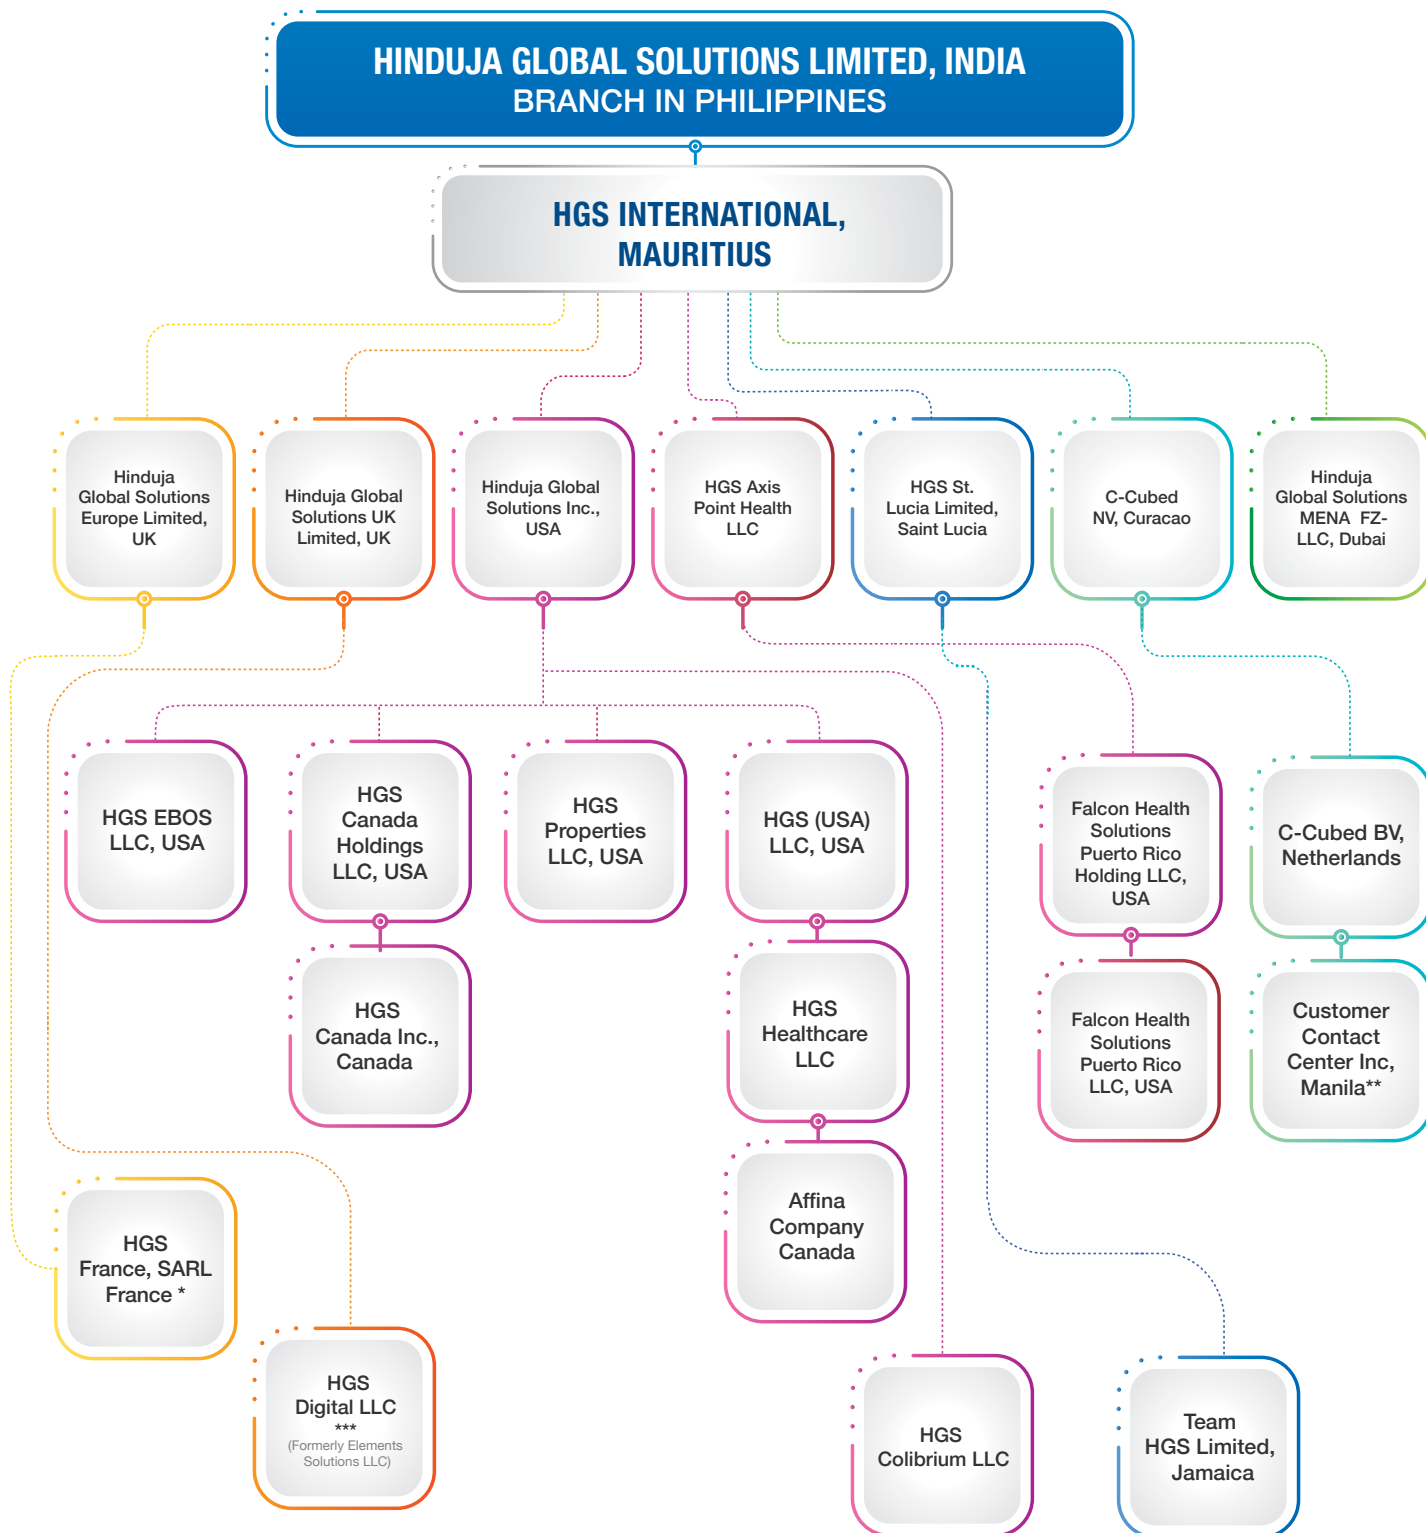 HINDUJA GLOBAL SOLUTIONS LIMITED, INDIA
BRANCH IN PHILIPPINES
HGS INTERNATIONAL,
MAURITIUS
Hinduja
Global Solutions
Europe Limited,
UK
Hinduja Global
Solutions UK
Limited, UK
Hinduja Global
Solutions Inc.,
USA
HGS Axis
Point Health
LLC
HGS St.
Lucia Limited,
Saint Lucia
C-Cubed
NV, Curacao
Hinduja
Global Solutions
MENA FZ-
LLC, Dubai
HGS EBOS
LLC, USA
HGS
Canada
Holdings
LLC, USA
HGS
Properties
LLC, USA
HGS (USA)
LLC, USA
Falcon Health
Solutions
Puerto Rico
Holding LLC,
USA
C-Cubed BV,
Netherlands
HGS
Canada Inc.,
Canada
HGS
Healthcare
LLC
Falcon Health
Solutions
Puerto Rico
LLC, USA
Customer
Contact
Center Inc,
Manila**
Affina
Company
Canada
HGS
France, SARL
France *
HGS
Digital LLC
***
(Formerly Elements
Solutions LLC)
HGS
Colibrium LLC
Team
HGS Limited,
Jamaica